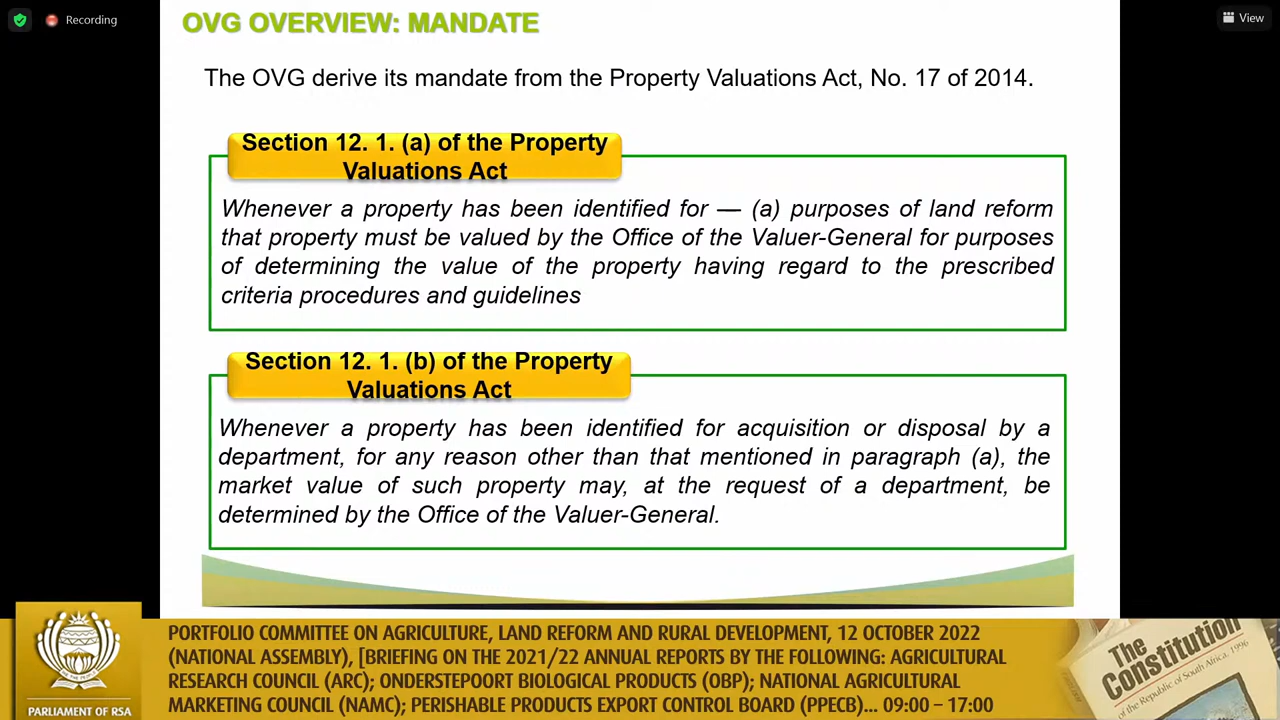 Recording
View
OVG OVERVIEW: MANDATE
The OVG derive its mandate from the Property Valuations Act, No. 17 of 2014.
Section 12. 1. (a) of the Property
Valuations Act
Whenever a property has been identified for — (a) purposes of land reform
that property must be valued by the Office of the Valuer-General for purposes
of determining the value of the property having regard to the prescribed
criteria procedures and guidelines
Section 12. 1. (b) of the Property
Valuations Act
Whenever a property has been identified for acquisition or disposal by a
department, for any reason other than that mentioned in paragraph (a), the
market value of such property may, at the request of a department, be
determined by the Office of the Valuer-General.
PORTFOLIO COMMITTEE ON AGRICULTURE, LAND REFORM AND RURAL DEVELOPMENT, 12 OCTOBER 2022
(NATIONAL ASSEMBLY), [BRIEFING ON THE 2021/22 ANNUAL REPORTS BY THE FOLLOWING: AGRICULTURAL
RESEARCH COUNCIL (ARC); ONDERSTEPOORT BIOLOGICAL PRODUCTS (OBP); NATIONAL AGRICULTURAL
MARKETING COUNCIL (NAMC); PERISHABLE PRODUCTS EXPORT CONTROL BOARD (PPECB)... 09:00 – 17:00
PARLIAMENT OF RSA
The
Constitution
of the Republic of South Africa, 1996